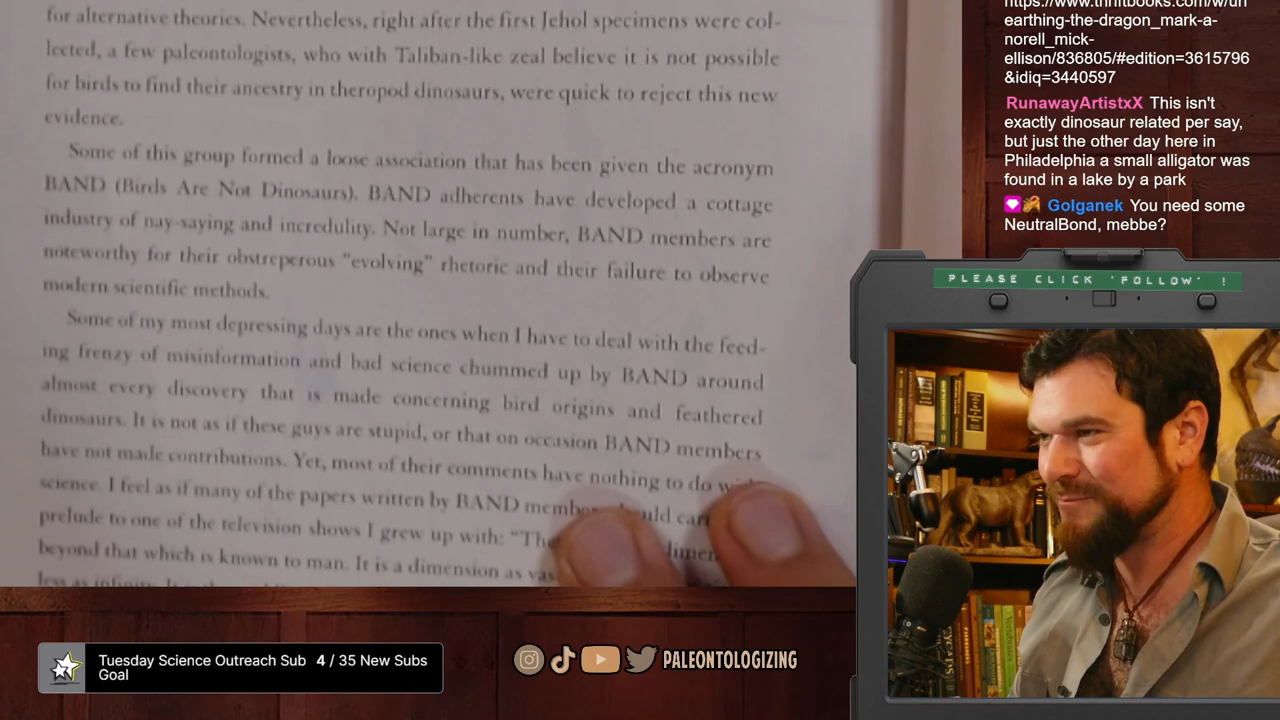 for alternative theories. Nevertheless, right after the first Jehol specimens were col-
lected, a few paleontologists, who with Taliban-like zeal believe it is not possible
for birds to find their ancestry in theropod dinosaurs, were quick to reject this new
evidence.
Some of this group formed a loose association that has been given the acronym
BAND (Birds Are Not Dinosaurs). BAND adherents have developed a cottage
industry of nay-saying and incredulity. Not large in number, BAND members are
noteworthy for their obstreperous "evolving" rhetoric and their failure to observe
modern scientific methods.
Some of my most depressing days are the ones when I have to deal with the feed-
ing frenzy of misinformation and bad science chummed up by BAND around
almost every discovery that is made concerning bird origins and feathered
dinosaurs. It is not as if these guys are stupid, or that on occasion BAND members
have not made contributions. Yet, most of their comments have nothing to do
science. I feel as if many of the papers written by BAND
prelude to one of the television shows I grew up with:
beyond that which is known to man. It is a dimension as
less as infinity.
https://www.thriftbooks.com/w/un
earthing-the-dragon_mark-a-
norell_mick-
ellison/836805/#edition=3615796
&idiq=3440597
RunawayArtistxX This isn't
exactly dinosaur related per say,
but just the other day here in
Philadelphia a small alligator was
found in a lake by a park
Golganek You need some
NeutralBond, mebbe?
PLEASE CLICK 'FOLLOW' !
Tuesday Science Outreach Sub 4 / 35 New Subs
Goal
PALEONTOLOGIZING